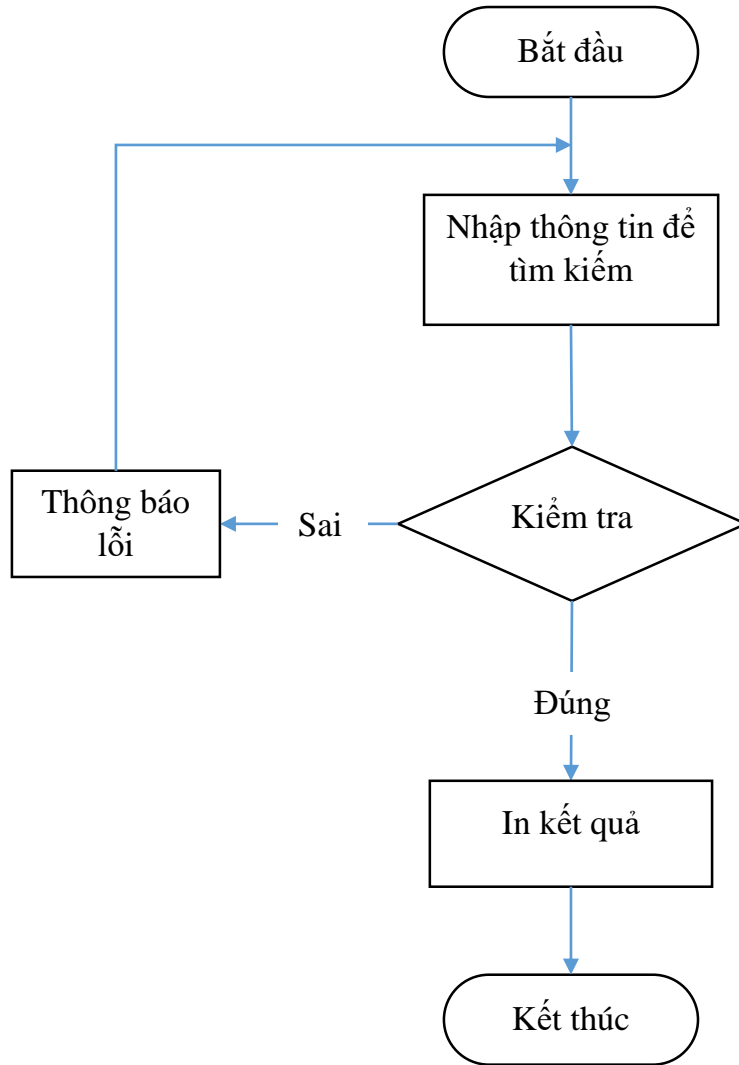 Bắt đầu
Nhập thông tin để
tìm kiếm
Thông báo
lỗi
Sai
Kiểm tra
Đúng
In kết quả
Kết thúc